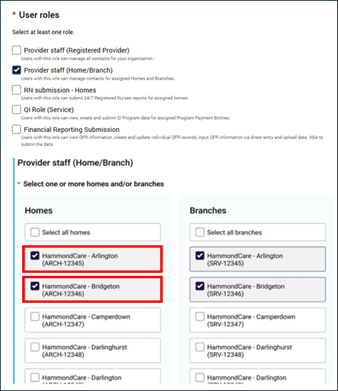 * User roles
Select at least one role.
Provider staff (Registered Provider)
Users with this role can manage all contacts for your organisation.
Provider staff (Home/Branch)
Users with this role can manage contacts for assigned Homes and Branches.
RN submission - Homes
Users with this role can submit 24/7 Registered Nurses reports for assigned homes.
QI Role (Service)
Users with this role can view, create and submit QI Program data for assigned Program Payment Entities.
Financial Reporting Submission
Users with this role can view QFR information, create and update individual QFR records, input QFR information via direct entry and upload data. Able to
submit the data
Provider staff (Home/Branch)
* Select one or more homes and/or branches
Homes
Select all homes
HammondCare - Arlington
(ARCH-12345)
HammondCare - Bridgeton
(ARCH-12346)
HammondCare - Camperdown
(ARCH-12347)
HammondCare - Darlinghurst
(ARCH-12348)
HammondCare - Darlington
Branches
Select all branches
HammondCare - Arlington
(SRV-12345)
HammondCare - Bridgeton
(SRV-12346)
HammondCare - Camperdown
(SRV-12347)
HammondCare - Darlinghurst
(SRV-12348)
HammondCare - Darlington